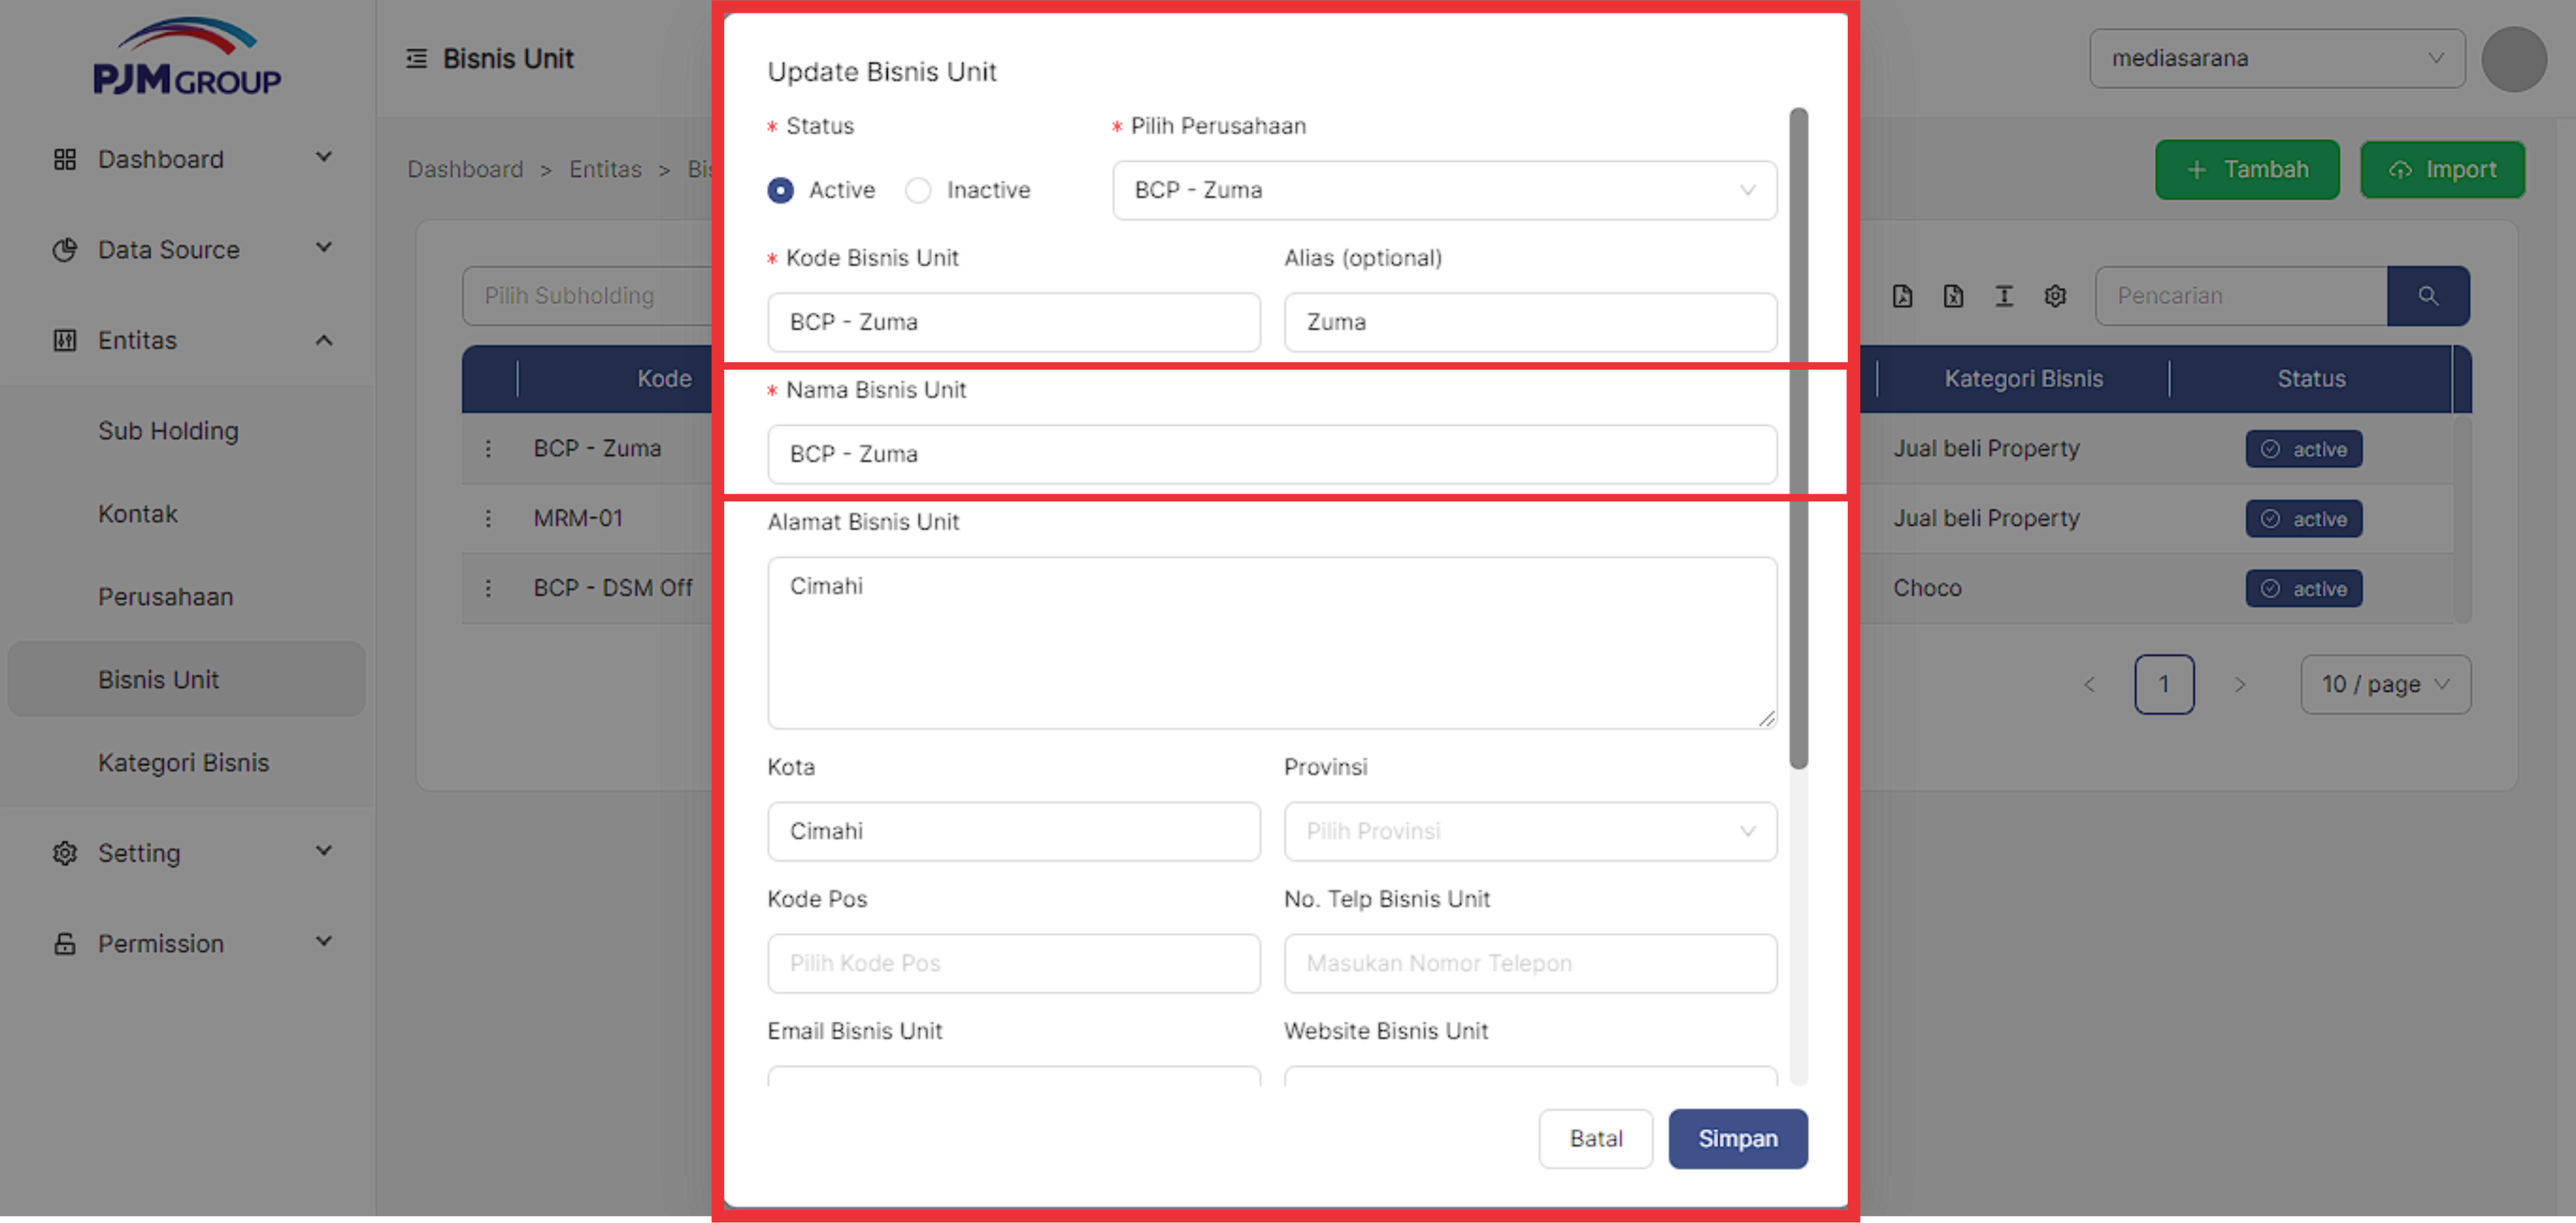 PJM GROUP
Dashboard
Data Source
Entitas
Sub Holding
Kontak
Perusahaan
Bisnis Unit
Kategori Bisnis
Setting
Permission
Bisnis Unit
mediasarana
Dashboard > Entitas > Bis
+ Tambah
Import
Pilih Subholding
Pencarian
Kode
Kategori Bisnis
Status
BCP - Zuma
Jual beli Property
active
MRM-01
Jual beli Property
active
BCP - DSM Off
Choco
active
< 1 > 10 / page
Update Bisnis Unit
* Status
* Pilih Perusahaan
Active
Inactive
BCP - Zuma
* Kode Bisnis Unit
Alias (optional)
BCP - Zuma
Zuma
* Nama Bisnis Unit
BCP - Zuma
Alamat Bisnis Unit
Cimahi
Kota
Provinsi
Cimahi
Pilih Provinsi
Kode Pos
No. Telp Bisnis Unit
Pilih Kode Pos
Masukan Nomor Telepon
Email Bisnis Unit
Website Bisnis Unit
Batal
Simpan